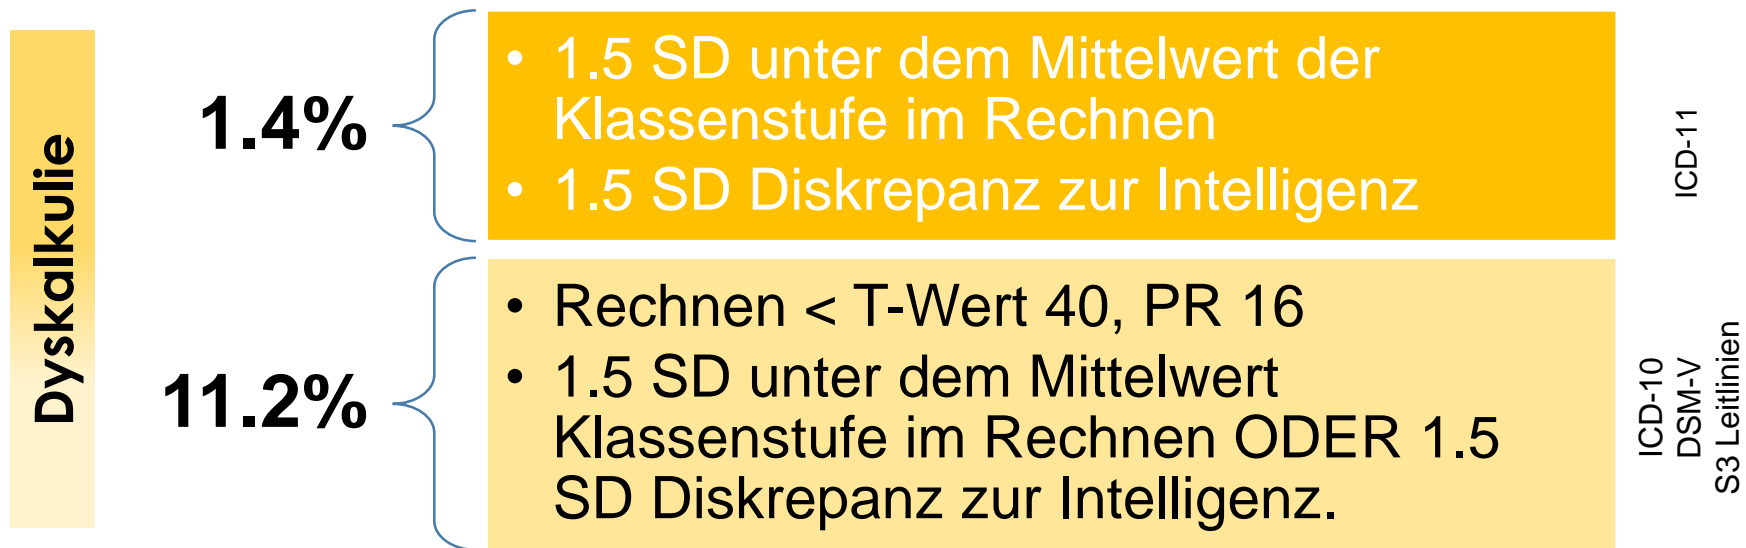 Dyskalkulie
1.4%
• 1.5 SD unter dem Mittelwert der
Klassenstufe im Rechnen
• 1.5 SD Diskrepanz zur Intelligenz
ICD-11
11.2%
• Rechnen < T-Wert 40, PR 16
• 1.5 SD unter dem Mittelwert
Klassenstufe im Rechnen ODER 1.5
SD Diskrepanz zur Intelligenz.
ICD-10
DSM-V
S3 Leitlinien